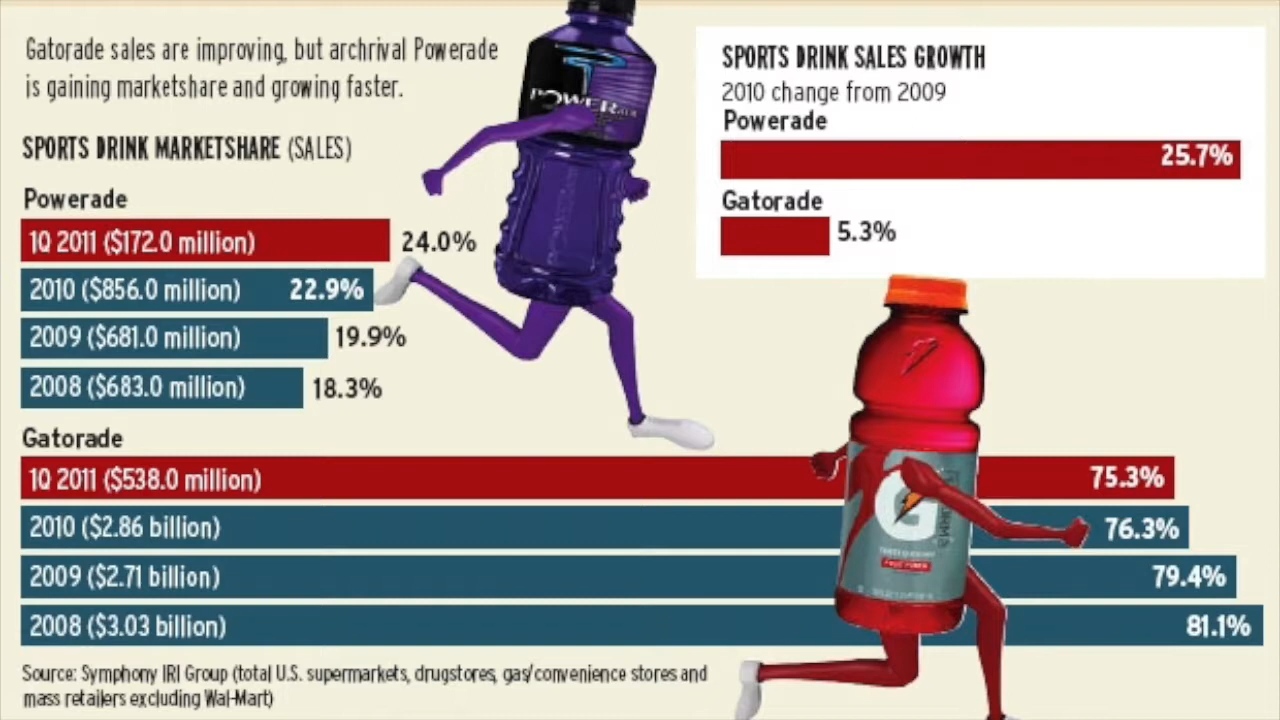 Gatorade sales are improving, but archrival Powerade
is gaining marketshare and growing faster.
SPORTS DRINK MARKETSHARE (SALES)
Powerade
1Q 2011 ($172.0 million) 24.0%
2010 ($856.0 million) 22.9%
2009 ($681.0 million) 19.9%
2008 ($683.0 million) 18.3%
Gatorade
1Q 2011 ($538.0 million) 75.3%
2010 ($2.86 billion) 76.3%
2009 ($2.71 billion) 79.4%
2008 ($3.03 billion) 81.1%
Source: Symphony IRI Group (total U.S. supermarkets, drugstores, gas/convenience stores and
mass retailers excluding Wal-Mart)
SPORTS DRINK SALES GROWTH
2010 change from 2009
Powerade
25.7%
Gatorade
5.3%
POWERADE
G
FRUIT PUNCH